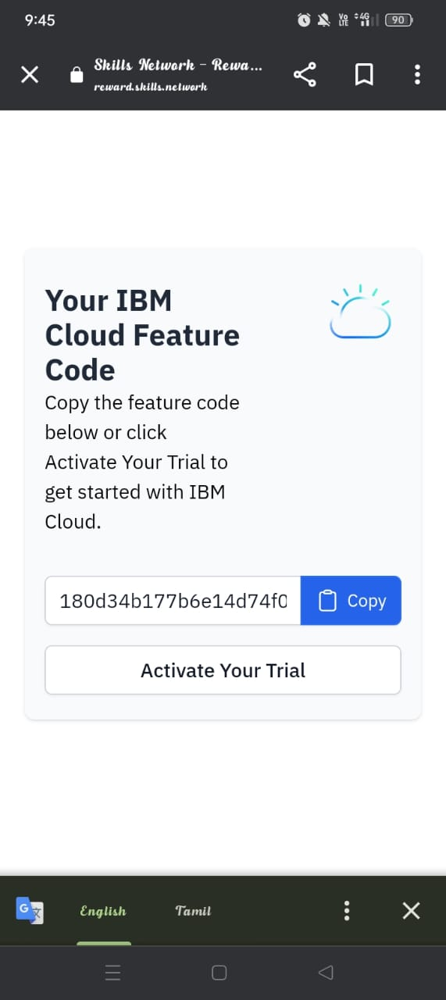 9:45
Vo LTE 4G 90
Skills Network - Rewa...
reward.skills.network
Your IBM
Cloud Feature
Code
Copy the feature code
below or click
Activate Your Trial to
get started with IBM
Cloud.
180d34b177b6e14d74f0
Copy
Activate Your Trial
G 文
English
Tamil